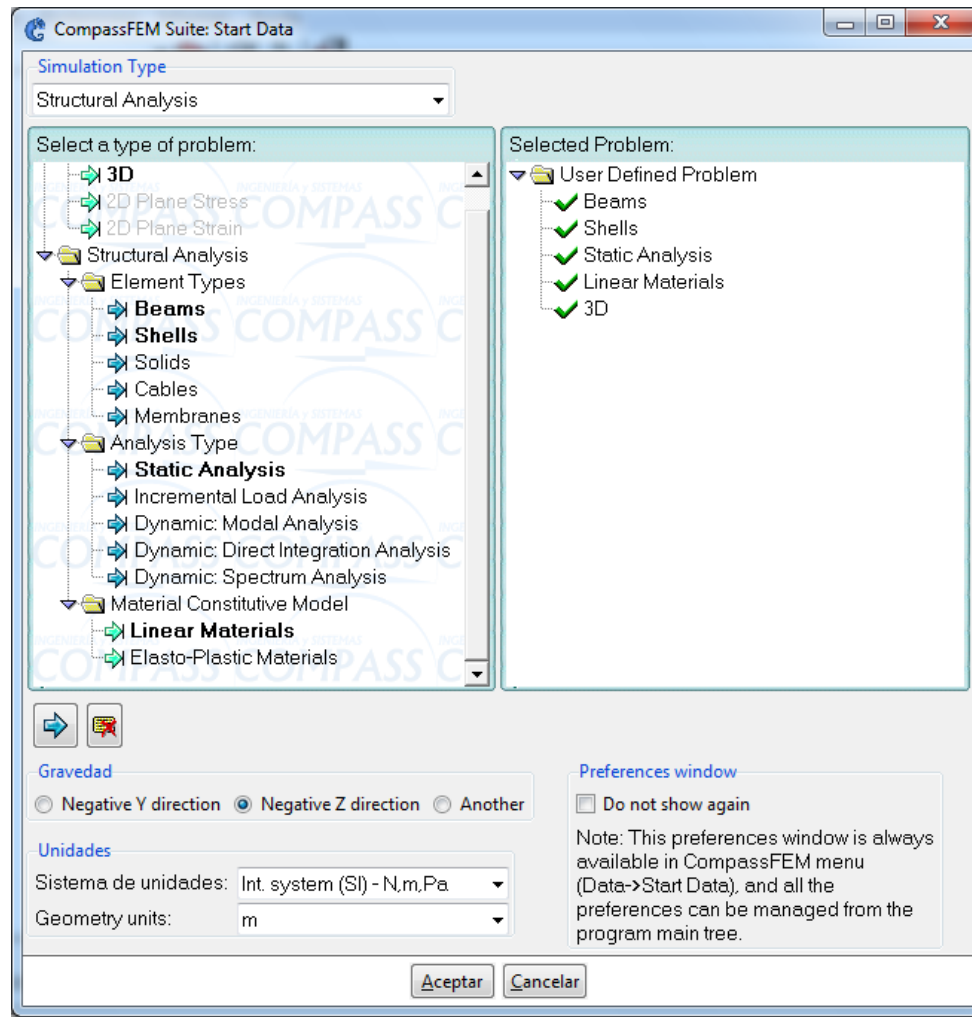 CompassFEM Suite: Start Data
Simulation Type
Structural Analysis
Select a type of problem:
3D
2D Plane Stress
2D Plane Strain
Structural Analysis
Element Types
Beams
Shells
Solids
Cables
Membranes
Analysis Type
Static Analysis
Incremental Load Analysis
Dynamic: Modal Analysis
Dynamic: Direct Integration Analysis
Dynamic: Spectrum Analysis
Material Constitutive Model
Linear Materials
Elasto-Plastic Materials
Selected Problem:
User Defined Problem
Beams
Shells
Static Analysis
Linear Materials
3D
Gravedad
Negative Y direction Negative Z direction Another
Unidades
Sistema de unidades: Int. system (SI) - N,m,Pa
Geometry units: m
Preferences window
Do not show again
Note: This preferences window is always
available in CompassFEM menu
(Data->Start Data), and all the
preferences can be managed from the
program main tree.
Aceptar Cancelar